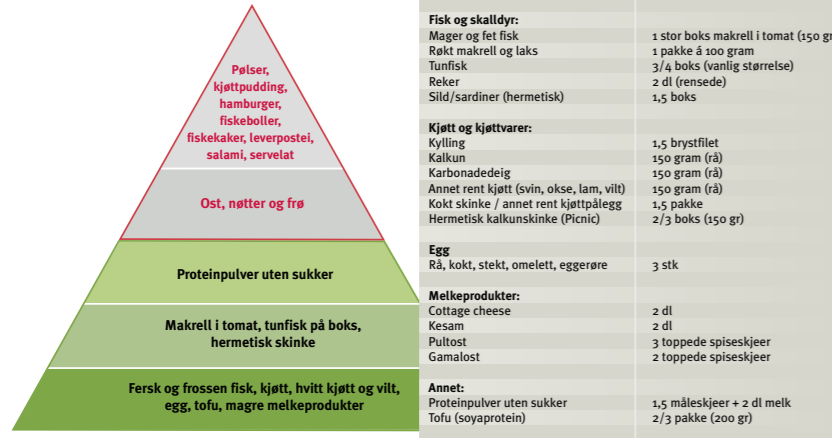 Pølser,
kjøttpudding,
hamburger,
fiskeboller,
fiskekaker, leverpostei,
salami, servelat
Ost, nøtter og frø
Proteinpulver uten sukker
Makrell i tomat, tunfisk på boks,
hermetisk skinke
Fersk og frossen fisk, kjøtt, hvitt kjøtt og vilt,
egg, tofu, magre melkeprodukter
Fisk og skalldyr:
Mager og fet fisk 1 stor boks makrell i tomat (150 gr
Røkt makrell og laks 1 pakke á 100 gram
Tunfisk 3/4 boks (vanlig størrelse)
Reker 2 dl (rensede)
Sild/sardiner (hermetisk) 1,5 boks
Kjøtt og kjøttvarer:
Kylling 1,5 brystfilet
Kalkun 150 gram (rå)
Karbonadedeig 150 gram (rå)
Annet rent kjøtt (svin, okse, lam, vilt) 150 gram (rå)
Kokt skinke / annet rent kjøttpålegg 1,5 pakke
Hermetisk kalkunskinke (Picnic) 2/3 boks (150 gr)
Egg
Rå, kokt, stekt, omelett, eggerøre 3 stk
Melkeprodukter:
Cottage cheese 2 dl
Kesam 2 dl
Pultost 3 toppede spiseskjeer
Gamalost 2 toppede spiseskjeer
Annet:
Proteinpulver uten sukker 1,5 måleskjeer + 2 dl melk
Tofu (soyaprotein) 2/3 pakke (200 gr)